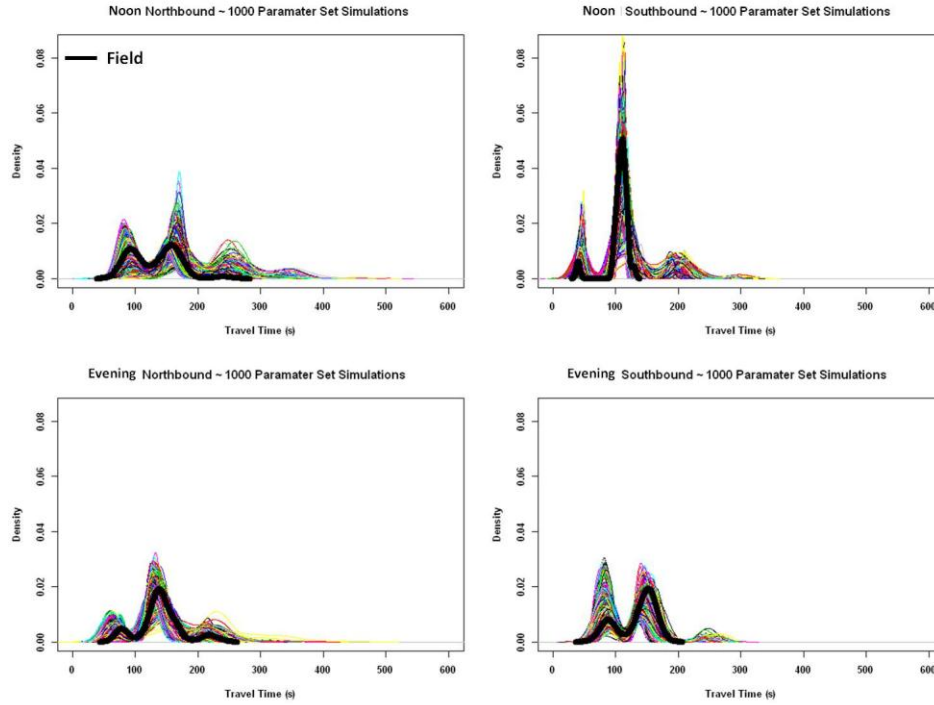 Noon Northbound ~ 1000 Paramater Set Simulations
Field
Density
0.00 0.02 0.04 0.06 0.08
0 100 200 300 400 500 600
Travel Time (s)
Noon Southbound ~ 1000 Paramater Set Simulations
Density
0.00 0.02 0.04 0.06 0.08
0 100 200 300 400 500 600
Travel Time (s)
Evening Northbound ~ 1000 Paramater Set Simulations
Density
0.00 0.02 0.04 0.06 0.08
0 100 200 300 400 500 600
Travel Time (s)
Evening Southbound ~ 1000 Paramater Set Simulations
Density
0.00 0.02 0.04 0.06 0.08
0 100 200 300 400 500 600
Travel Time (s)